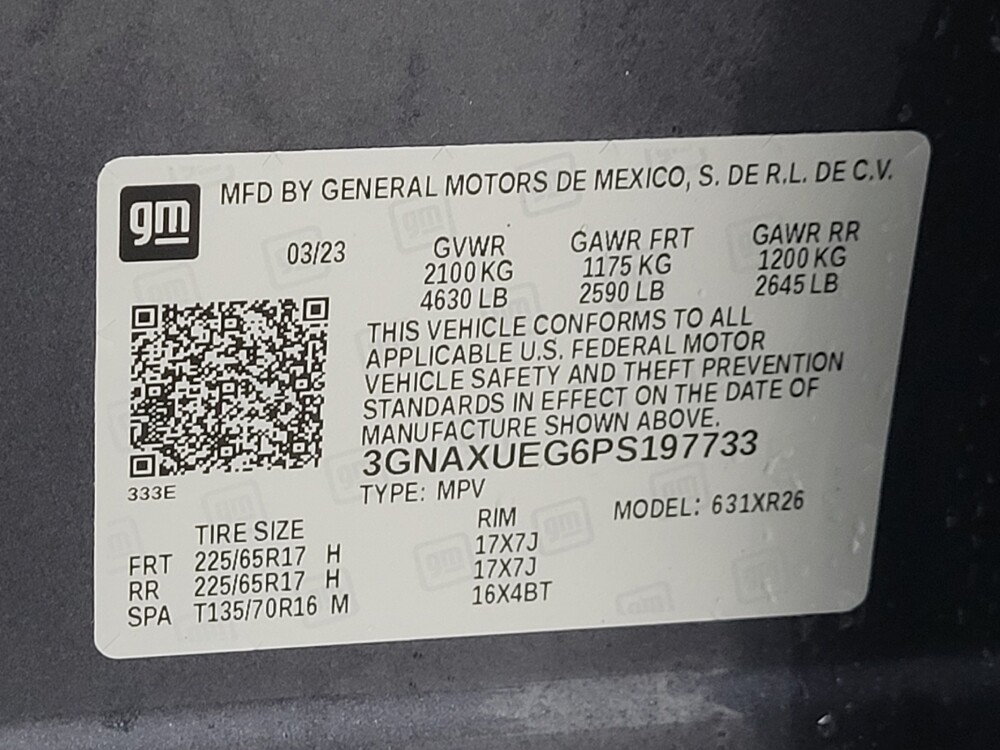 gm
MFD BY GENERAL MOTORS DE MEXICO, S. DE R.L. DE C.V.
03/23 GVWR GAWR FRT GAWR RR
2100 KG 1175 KG 1200 KG
4630 LB 2590 LB 2645 LB
THIS VEHICLE CONFORMS TO ALL
APPLICABLE U.S. FEDERAL MOTOR
VEHICLE SAFETY AND THEFT PREVENTION
STANDARDS IN EFFECT ON THE DATE OF
MANUFACTURE SHOWN ABOVE.
3GNAXUEG6PS197733
333E
TYPE: MPV MODEL: 631XR26
TIRE SIZE RIM
FRT 225/65R17 H 17X7J
RR 225/65R17 H 17X7J
SPA T135/70R16 M 16X4BT